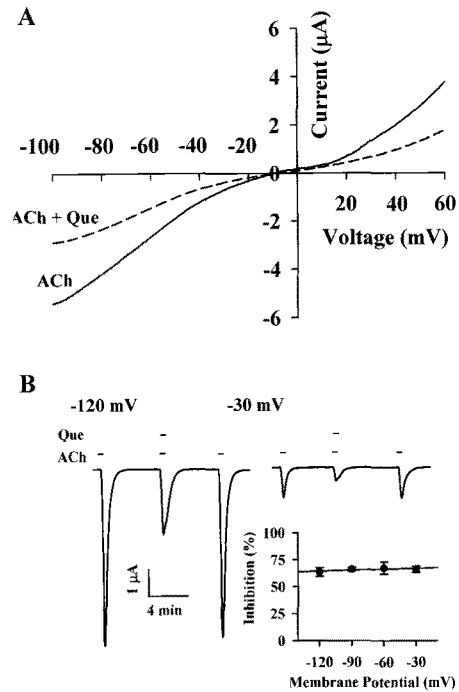 A
Current (μA)
6
4
2
0
-2
-4
-6
-100 -80 -60 -40 -20
20 40 60
Voltage (mV)
ACh + Que
ACh
B
-120 mV -30 mV
Que
ACh
1 μA
4 min
Inhibition (%)
100
75
50
25
0
-120 -90 -60 -30
Membrane Potential (mV)